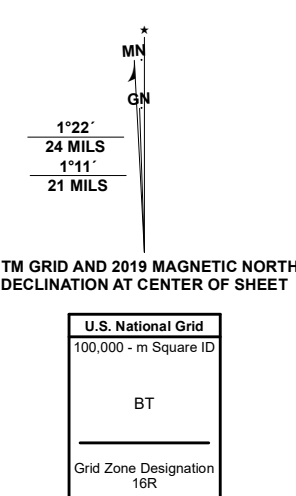 ★
MN
GN
1°22´
24 MILS
1°11´
21 MILS
TM GRID AND 2019 MAGNETIC NORTH
DECLINATION AT CENTER OF SHEET
U.S. National Grid
100,000 - m Square ID
BT
Grid Zone Designation
16R